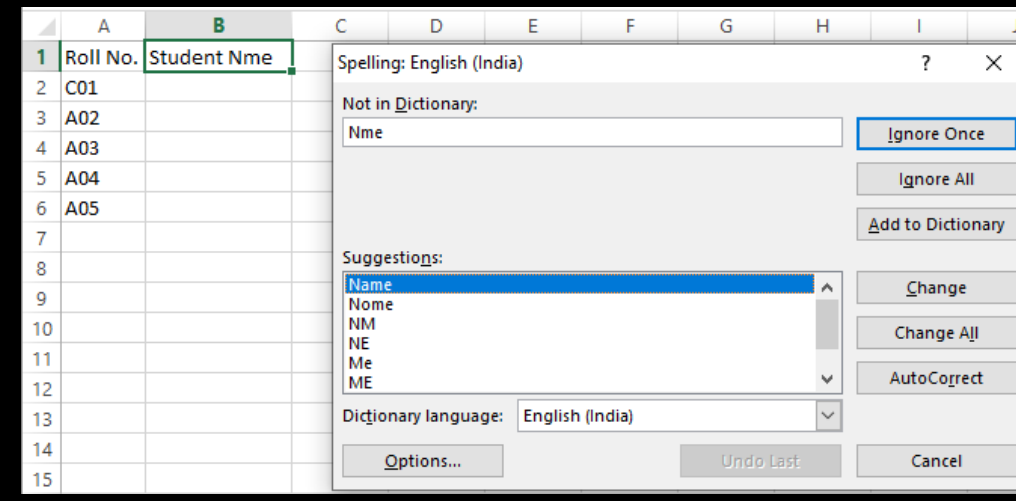 A B C D E F G H I J
1 Roll No. Student Nme
2 C01
3 A02
4 A03
5 A04
6 A05
7
8
9
10
11
12
13
14
15
Spelling: English (India) ? ×
Not in Dictionary:
Nme
Ignore Once
Ignore All
Add to Dictionary
Suggestions:
Name
Nome
NM
NE
Me
ME
Change
Change All
AutoCorrect
Dictionary language: English (India)
Options... Undo Last Cancel